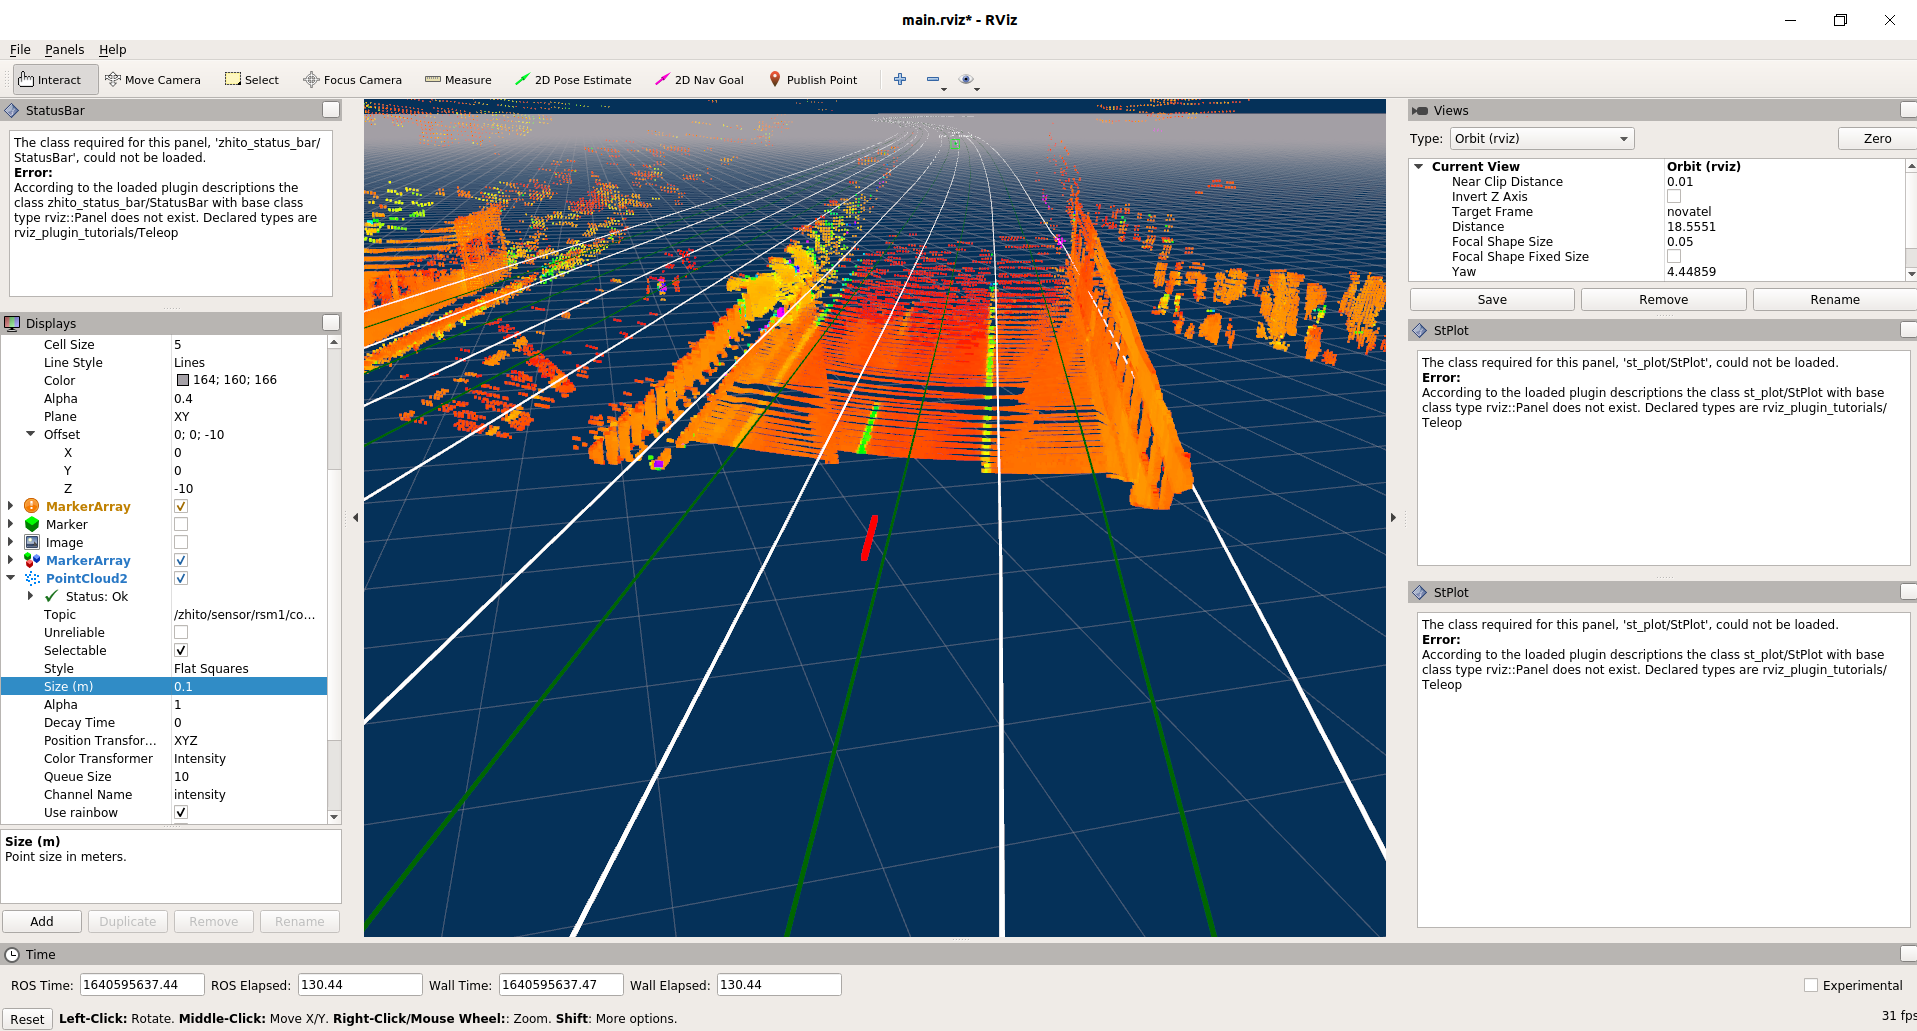 main.rviz* - RViz
File Panels Help
Interact Move Camera Select Focus Camera Measure 2D Pose Estimate 2D Nav Goal Publish Point
StatusBar
The class required for this panel, 'zhito_status_bar/
StatusBar', could not be loaded.
Error:
According to the loaded plugin descriptions the
class zhito_status_bar/StatusBar with base class
type rviz::Panel does not exist. Declared types are
rviz_plugin_tutorials/Teleop
Displays
Cell Size 5
Line Style Lines
Color 164; 160; 166
Alpha 0.4
Plane XY
Offset 0; 0; -10
X 0
Y 0
Z -10
MarkerArray
Marker
Image
MarkerArray
PointCloud2
Status: Ok
Topic /zhito/sensor/rsm1/co...
Unreliable
Selectable
Style Flat Squares
Size (m) 0.1
Alpha 1
Decay Time 0
Position Transfor... XYZ
Color Transformer Intensity
Queue Size 10
Channel Name intensity
Use rainbow
Size (m)
Point size in meters.
Add Duplicate Remove Rename
Views
Type: Orbit (rviz) Zero
Current View Orbit (rviz)
Near Clip Distance 0.01
Invert Z Axis
Target Frame novatel
Distance 18.5551
Focal Shape Size 0.05
Focal Shape Fixed Size
Yaw 4.44859
Save Remove Rename
StPlot
The class required for this panel, 'st_plot/StPlot', could not be loaded.
Error:
According to the loaded plugin descriptions the class st_plot/StPlot with base
class type rviz::Panel does not exist. Declared types are rviz_plugin_tutorials/
Teleop
StPlot
The class required for this panel, 'st_plot/StPlot', could not be loaded.
Error:
According to the loaded plugin descriptions the class st_plot/StPlot with base
class type rviz::Panel does not exist. Declared types are rviz_plugin_tutorials/
Teleop
Time
ROS Time: 1640595637.44 ROS Elapsed: 130.44 Wall Time: 1640595637.47 Wall Elapsed: 130.44 Experimental
Reset Left-Click: Rotate. Middle-Click: Move X/Y. Right-Click/Mouse Wheel:: Zoom. Shift: More options. 31 fps